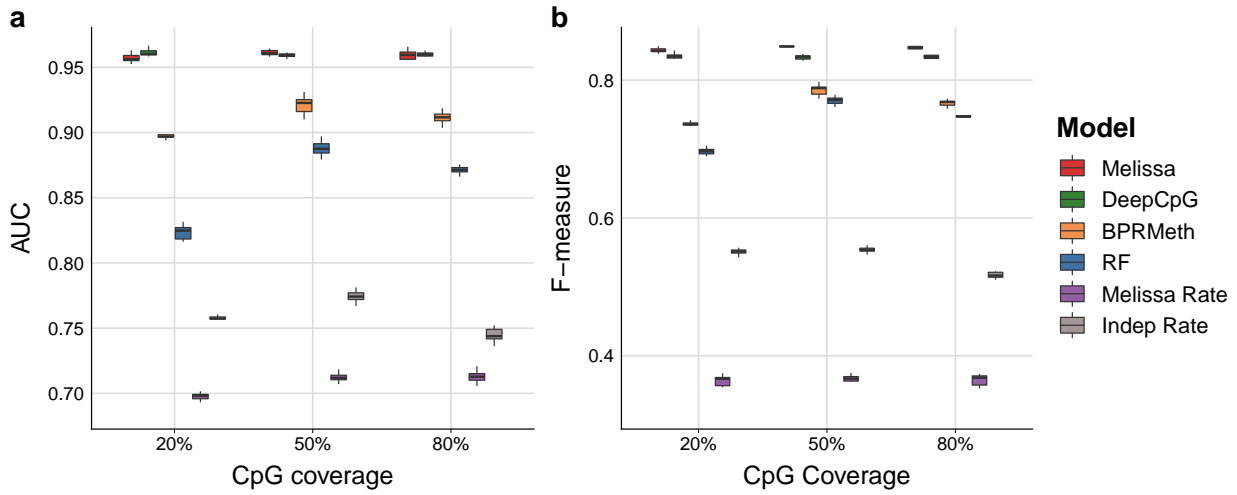 a
AUC
0.95
0.90
0.85
0.80
0.75
0.70
20%
50%
80%
CpG coverage
b
F−measure
0.8
0.6
0.4
20%
50%
80%
CpG Coverage
Model
Melissa
DeepCpG
BPRMeth
RF
Melissa Rate
Indep Rate